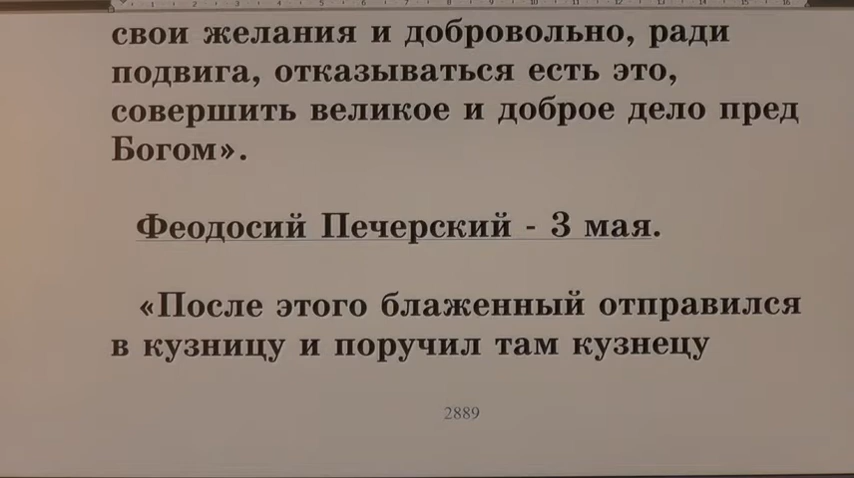 свои желания и добровольно, ради
подвига, отказываться есть это,
совершить великое и доброе дело пред
Богом».
Феодосий Печерский - 3 мая.
«После этого блаженный отправился
в кузницу и поручил там кузнецу
2889